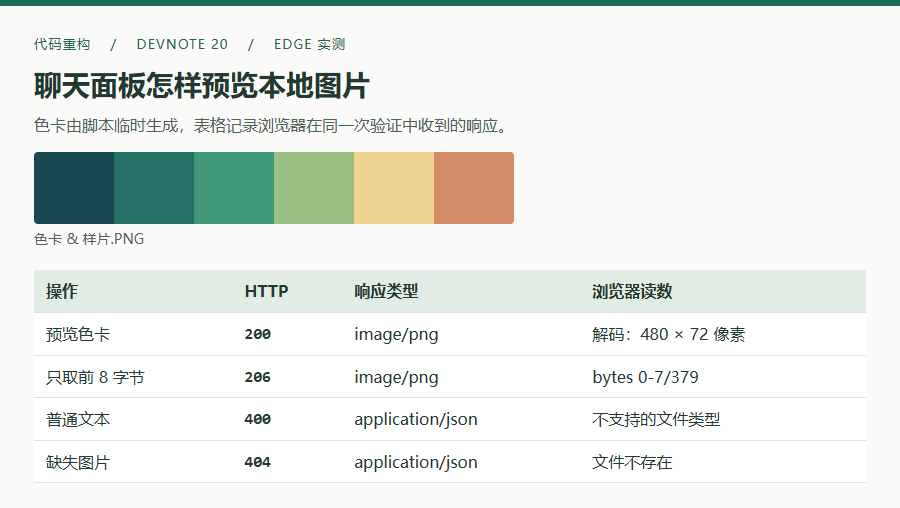 代码重构 / DEVNOTE 20 / EDGE 实测
聊天面板怎样预览本地图片
色卡由脚本临时生成，表格记录浏览器在同一次验证中收到的响应。
色卡 & 样片.PNG
操作 HTTP 响应类型 浏览器读数
预览色卡 200 image/png 解码：480 × 72 像素
只取前 8 字节 206 image/png bytes 0-7/379
普通文本 400 application/json 不支持的文件类型
缺失图片 404 application/json 文件不存在